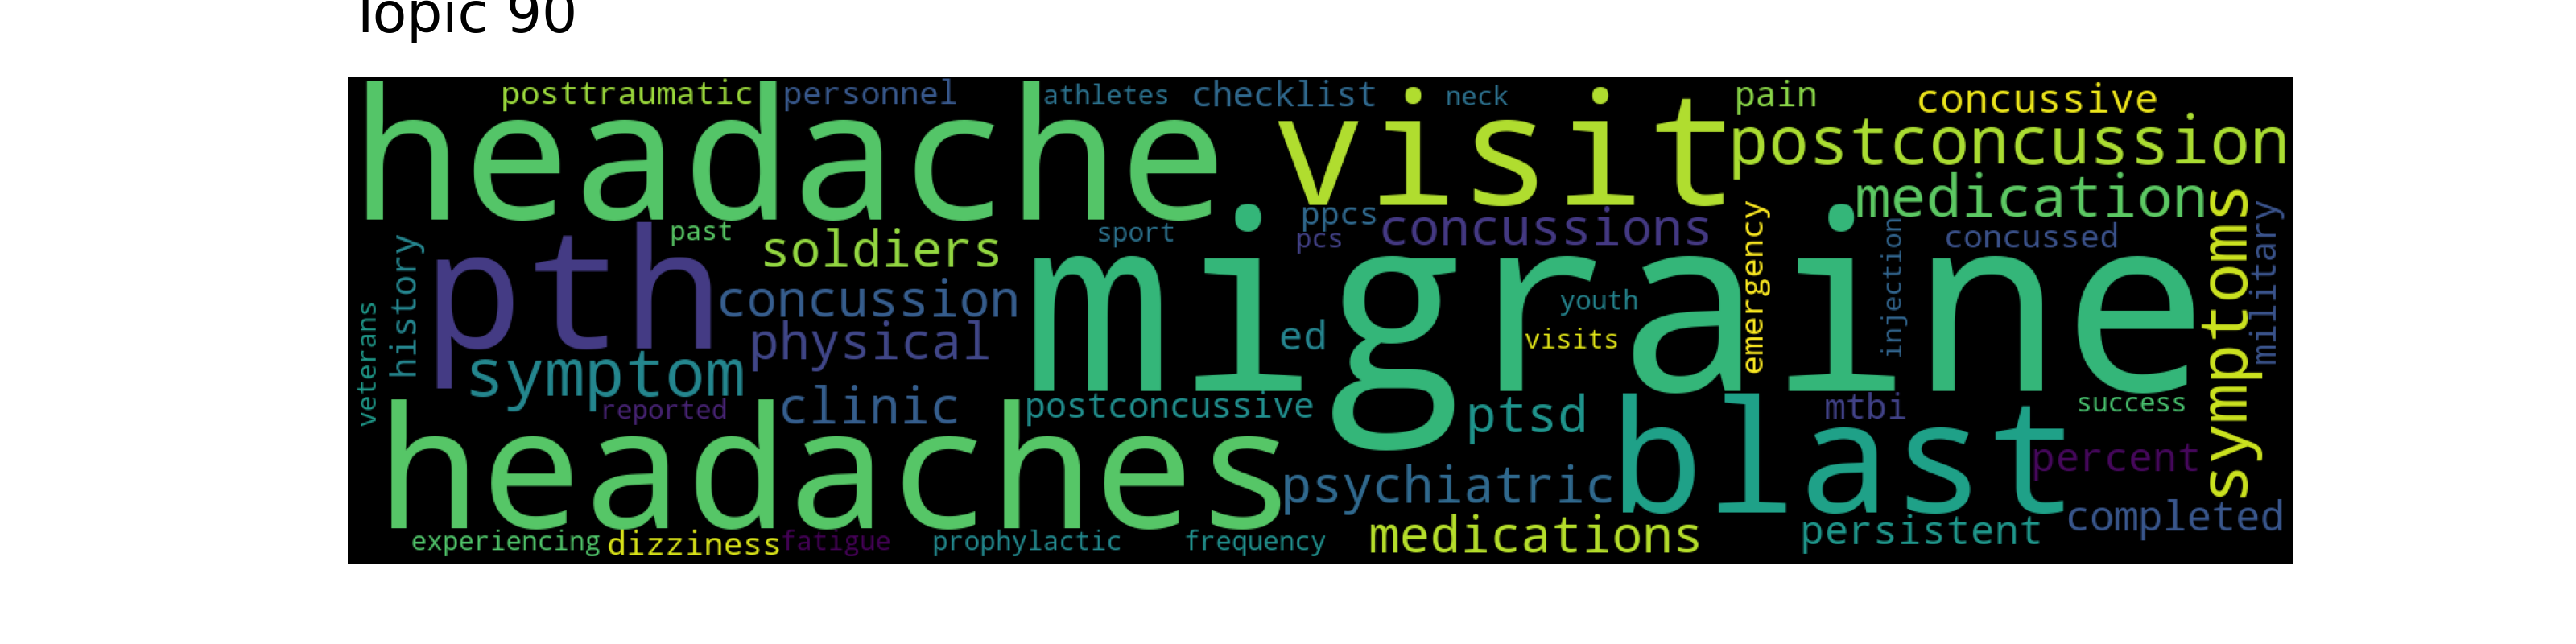 Topic 90
posttraumatic
personnel
athletes
checklist
neck
pain
concussive
headache
visit
postconcussion
medication
past
soldiers
sport
ppcs
pcs
concussions
emergency
injection
concussed
symptoms
military
veterans
history
pth
concussion
physical
migraine
ed
youth
visits
symptom
reported
clinic
postconcussive
ptsd
mtbi
success
headaches
psychiatric
blast
percent
completed
experiencing
dizziness
fatigue
prophylactic
frequency
medications
persistent